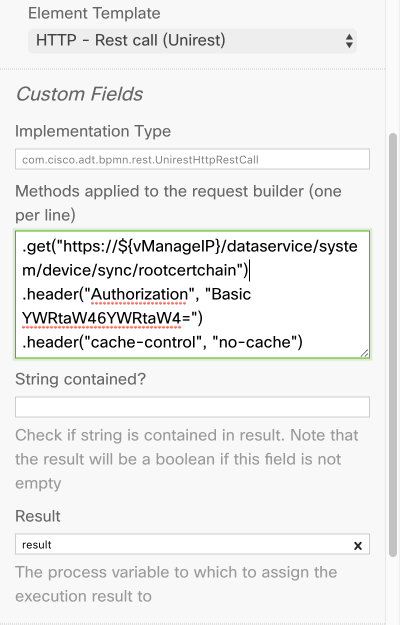 Element Template
HTTP - Rest call (Unirest)
Custom Fields
Implementation Type
com.cisco.adt.bpmn.rest.UnirestHttpRestCall
Methods applied to the request builder (one
per line)
.get("https://${vManageIP}/dataservice/syste
m/device/sync/rootcertchain")
.header("Authorization", "Basic
YWRtaW46YWRtaW4=")
.header("cache-control", "no-cache")
String contained?
Check if string is contained in result. Note that
the result will be a boolean if this field is not
empty
Result
result x
The process variable to which to assign the
execution result to